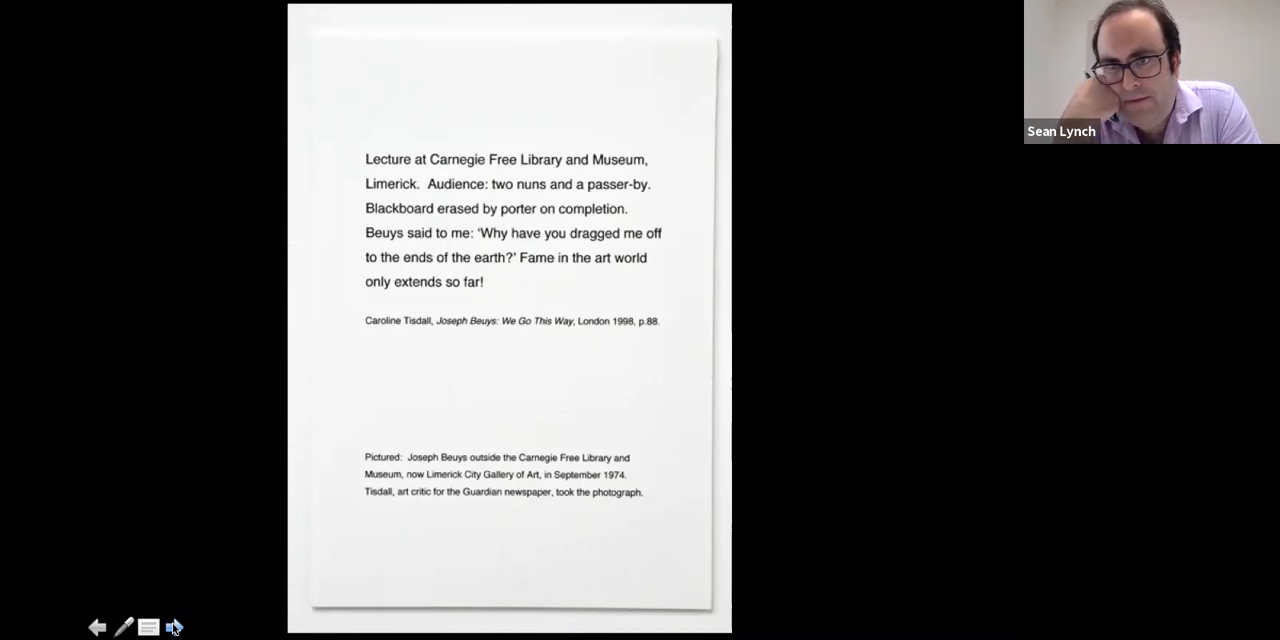 Lecture at Carnegie Free Library and Museum,
Limerick.  Audience: two nuns and a passer-by.
Blackboard erased by porter on completion.
Beuys said to me: ‘Why have you dragged me off
to the ends of the earth?’ Fame in the art world
only extends so far!
Caroline Tisdall, Joseph Beuys: We Go This Way, London 1998, p.88.
Pictured:  Joseph Beuys outside the Carnegie Free Library and
Museum, now Limerick City Gallery of Art, in September 1974.
Tisdall, art critic for the Guardian newspaper, took the photograph.
Sean Lynch